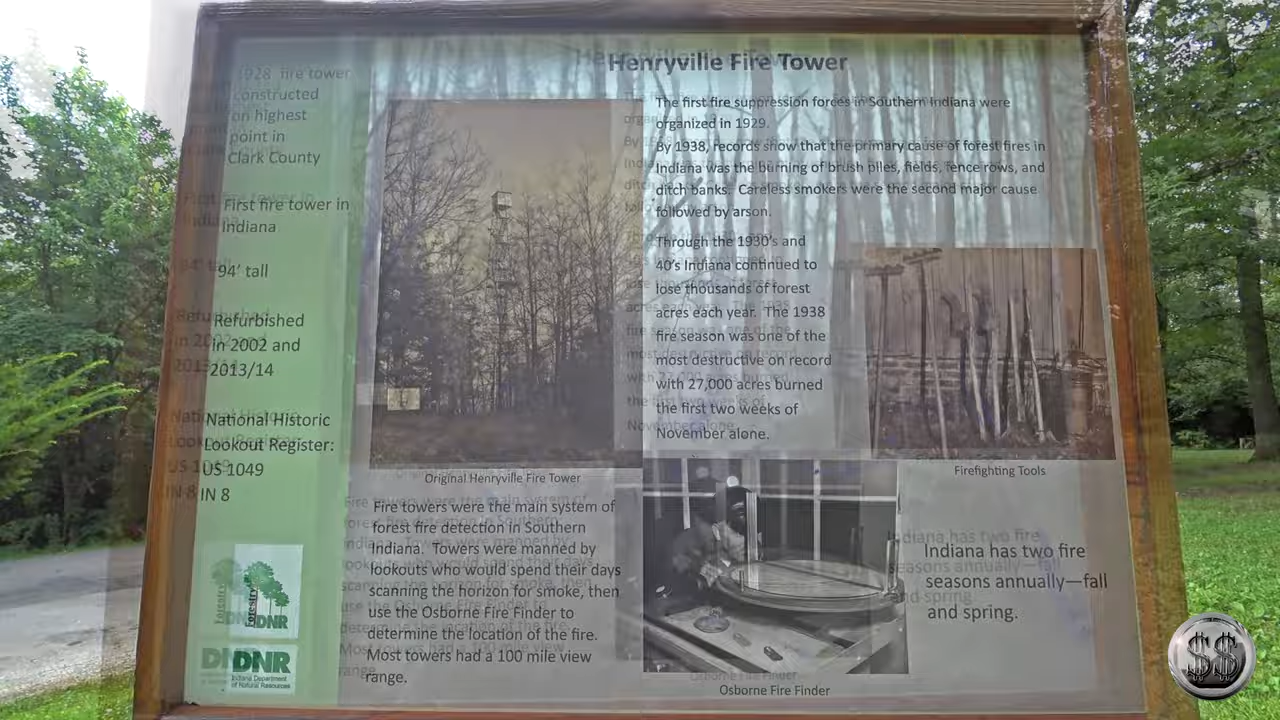 Henryville Fire Tower
1928 fire tower
constructed
on highest
point in
Clark County
First fire tower in
Indiana
94' tall
Refurbished
in 2002 and
2013/14
National Historic
Lookout Register:
US 1049
IN 8
Forestry
DNR
DNR
Indiana Department
of Natural Resources
Original Henryville Fire Tower
Fire towers were the main system of
forest fire detection in Southern
Indiana. Towers were manned by
lookouts who would spend their days
scanning the horizon for smoke, then
use the Osborne Fire Finder to
determine the location of the fire.
Most towers had a 100 mile view
range.
The first fire suppression forces in Southern Indiana were
organized in 1929.
By 1938, records show that the primary cause of forest fires in
Indiana was the burning of brush piles, fields, fence rows, and
ditch banks. Careless smokers were the second major cause
followed by arson.
Through the 1930's and
40's Indiana continued to
lose thousands of forest
acres each year. The 1938
fire season was one of the
most destructive on record
with 27,000 acres burned
the first two weeks of
November alone.
Firefighting Tools
Osborne Fire Finder
Indiana has two fire
seasons annually—fall
and spring.
$$